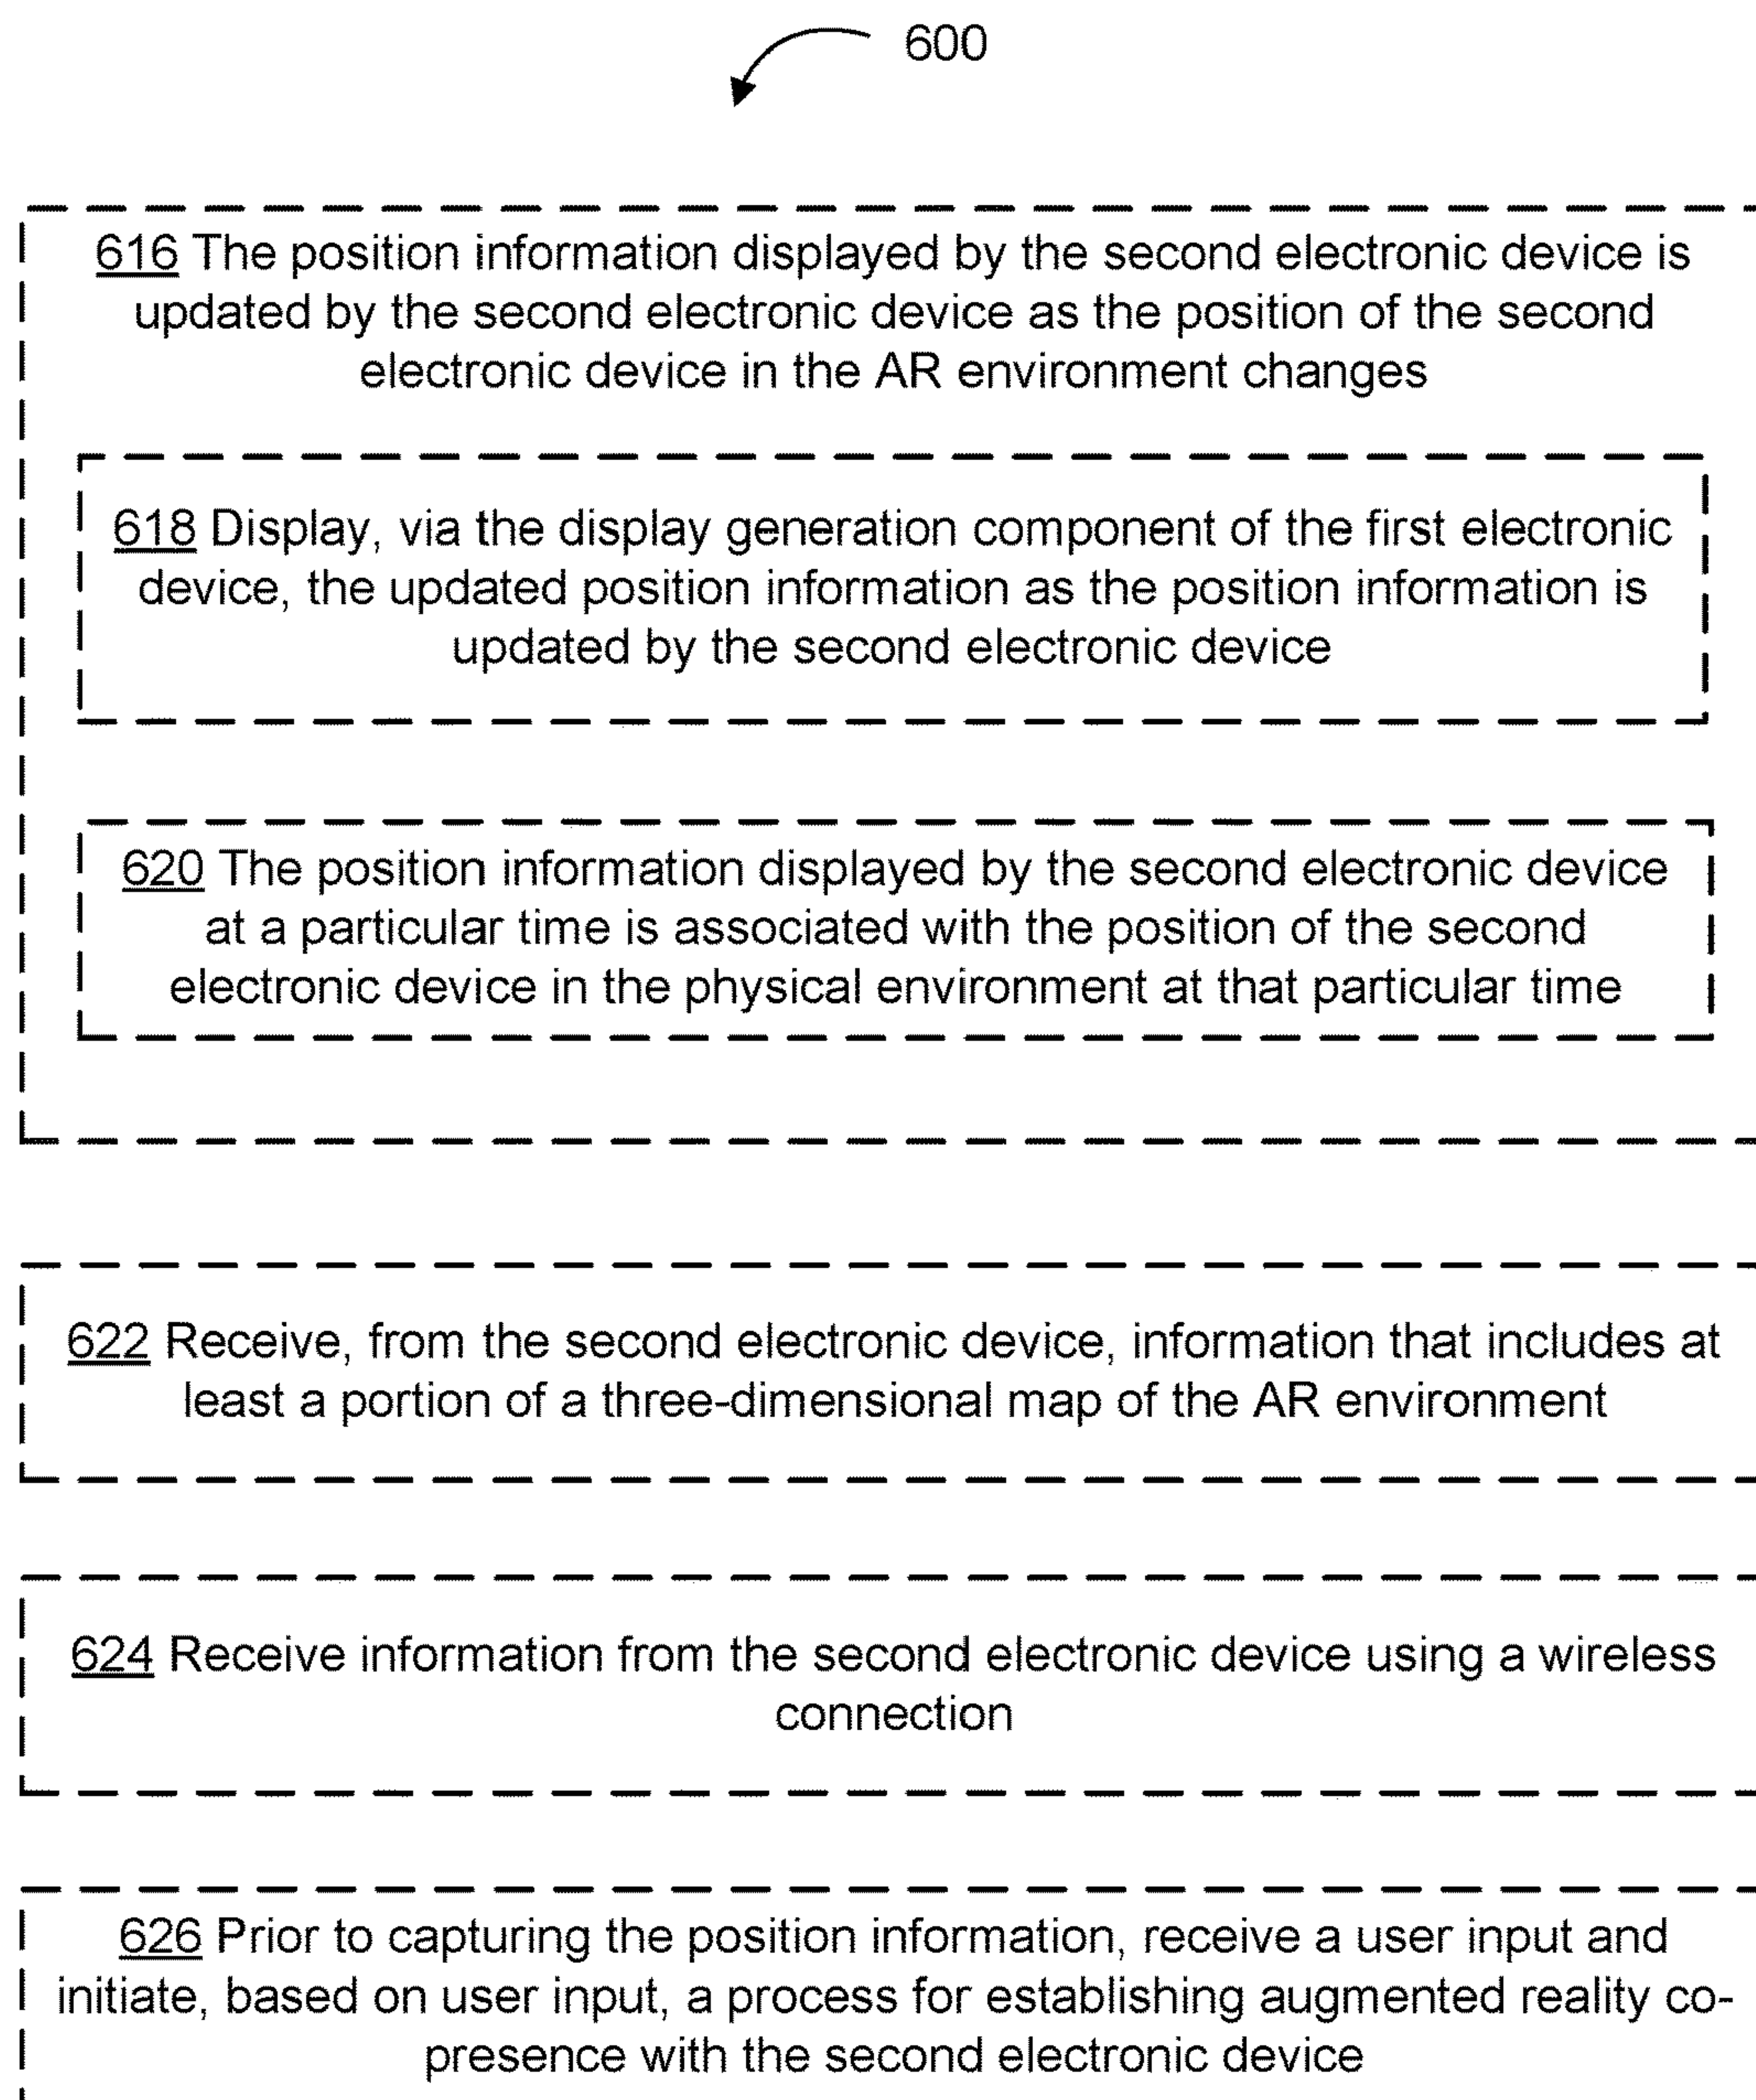 600
616 The position information displayed by the second electronic device is
updated by the second electronic device as the position of the second
electronic device in the AR environment changes
618 Display, via the display generation component of the first electronic
device, the updated position information as the position information is
updated by the second electronic device
620 The position information displayed by the second electronic device
at a particular time is associated with the position of the second
electronic device in the physical environment at that particular time
622 Receive, from the second electronic device, information that includes at
least a portion of a three-dimensional map of the AR environment
624 Receive information from the second electronic device using a wireless
connection
626 Prior to capturing the position information, receive a user input and
initiate, based on user input, a process for establishing augmented reality co-
presence with the second electronic device